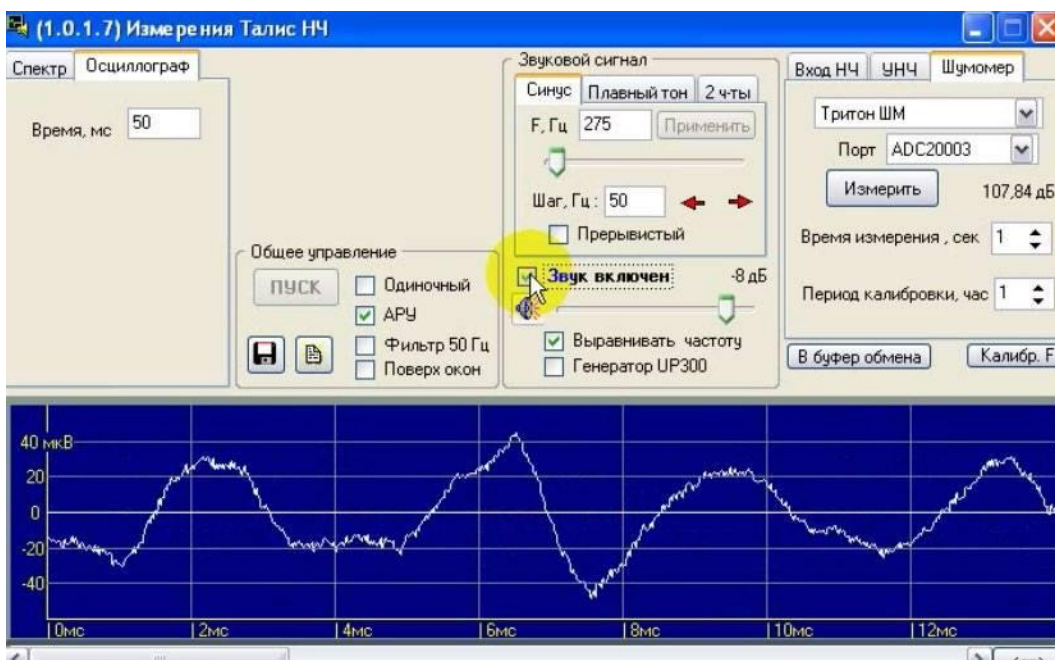 (1.0.1.7) Измерения Талис НЧ
Спектр Осциллограф
Время, мс 50
Общее управление
ПУСК
Одиночный
АРУ
Фильтр 50 Гц
Поверх окон
Звуковой сигнал
Синус Плавный тон 2 ч-ты
F, Гц 275 Применить
Шаг, Гц : 50
Прерывистый
Звук включен -8 дБ
Выравнивать частоту
Генератор UP300
Вход НЧ УНЧ Шумомер
Тритон ШМ
Порт ADC20003
Измерить 107,84 дБ
Время измерения , сек 1
Период калибровки, час 1
В буфер обмена Калибр. F
40 мкВ
20
0
-20
-40
0мс 2мс 4мс 6мс 8мс 10мс 12мс